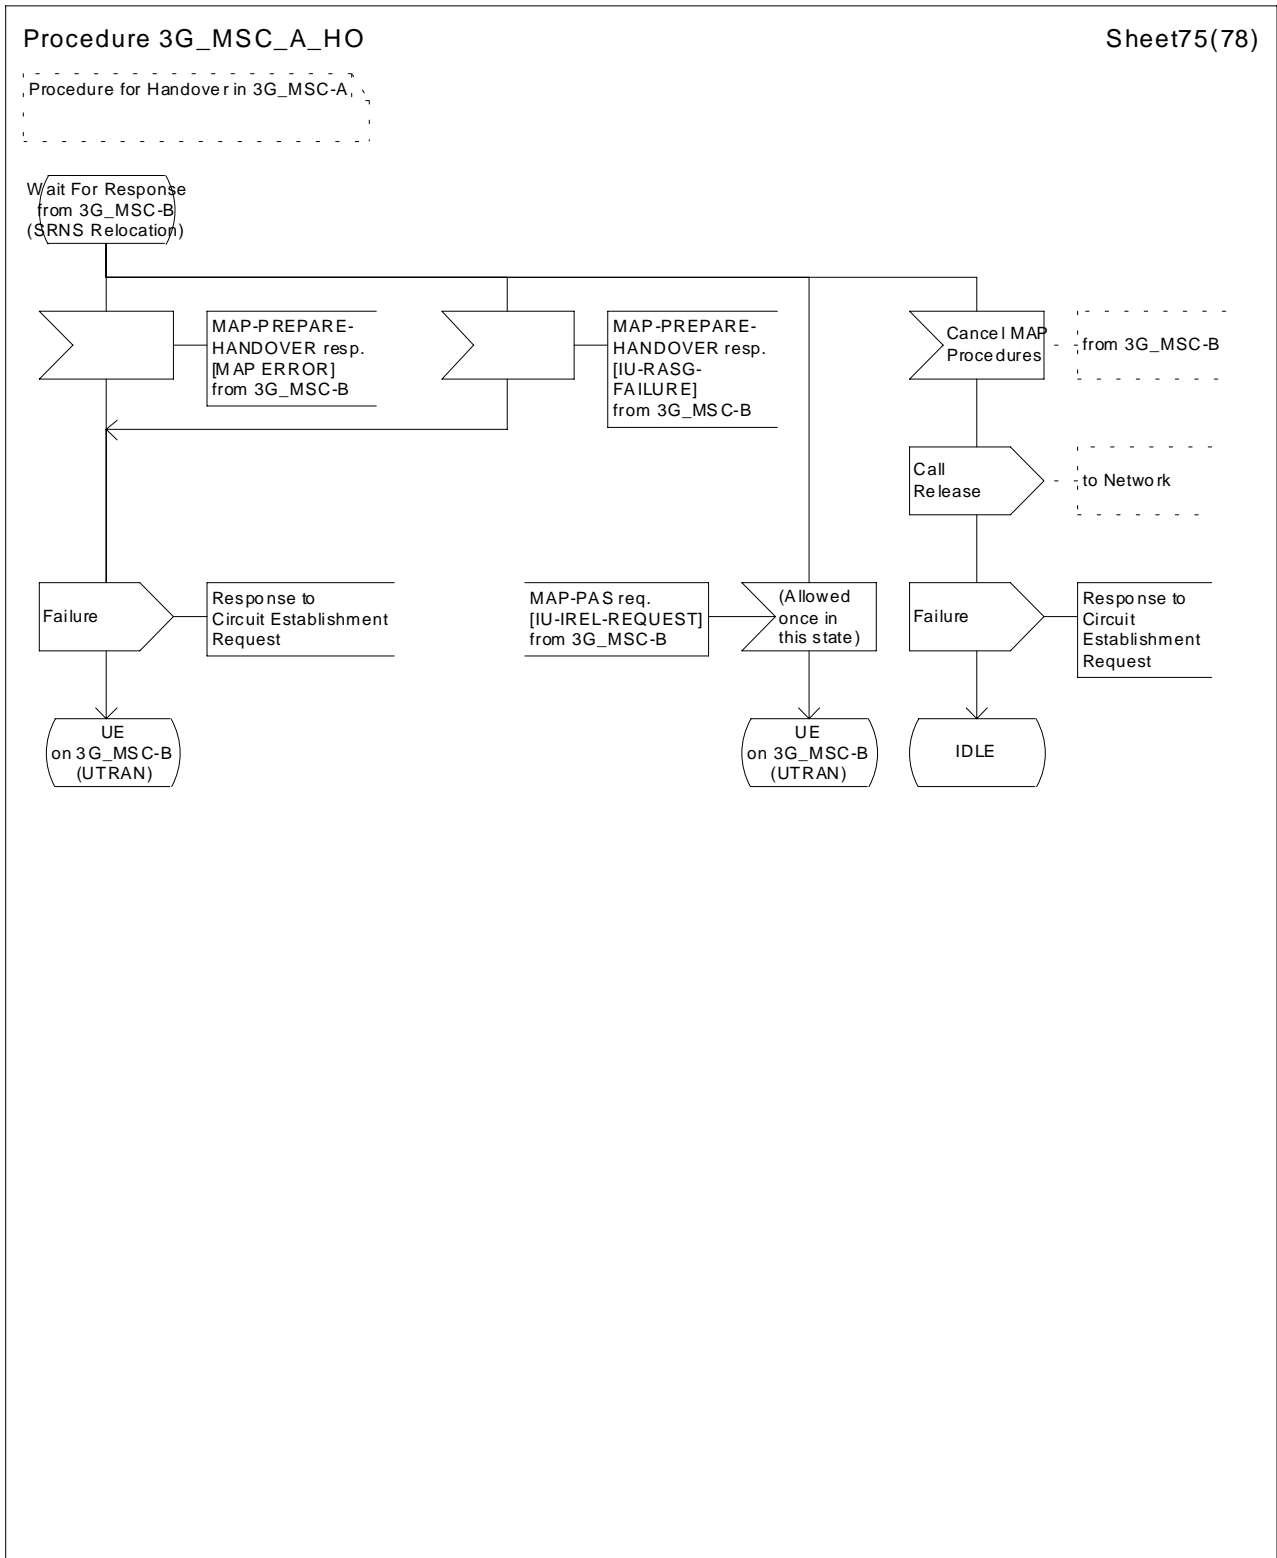 Procedure 3G_MSC_A_HO
Sheet75(78)
Procedure for Handover in 3G_MSC-A
Wait For Response
from 3G_MSC-B
(SRNS Relocation)
MAP-PREPARE-
HANDOVER resp.
[MAP ERROR]
from 3G_MSC-B
MAP-PREPARE-
HANDOVER resp.
[IU-RASG-
FAILURE]
from 3G_MSC-B
Cancel MAP
Procedures
from 3G_MSC-B
Call
Release
to Network
Failure
Response to
Circuit Establishment
Request
MAP-PAS req.
[IU-IREL-REQUEST]
from 3G_MSC-B
(Allowed
once in
this state)
Failure
Response to
Circuit
Establishment
Request
UE
on 3G_MSC-B
(UTRAN)
UE
on 3G_MSC-B
(UTRAN)
IDLE